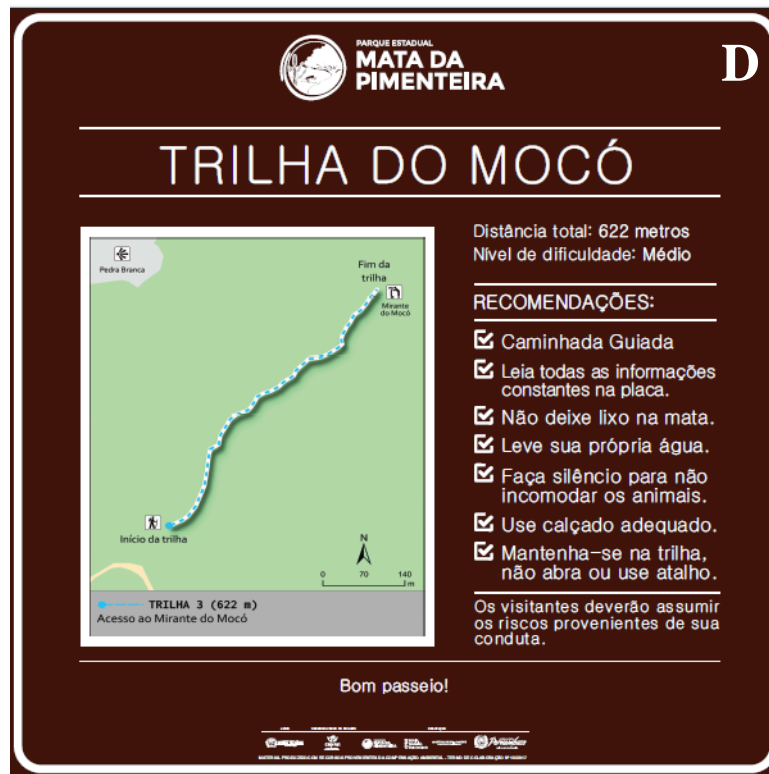 PARQUE ESTADUAL
MATA DA
PIMENTEIRA
D
TRILHA DO MOCÓ
Pedra Branca
Fim da
trilha
Mirante
do Mocó
Início da trilha
N
0 70 140
m
TRILHA 3 (622 m)
Acesso ao Mirante do Mocó
Distância total: 622 metros
Nível de dificuldade: Médio
RECOMENDAÇÕES:
Caminhada Guiada
Leia todas as informações
constantes na placa.
Não deixe lixo na mata.
Leve sua própria água.
Faça silêncio para não
incomodar os animais.
Use calçado adequado.
Mantenha-se na trilha,
não abra ou use atalho.
Os visitantes deverão assumir
os riscos provenientes de sua
conduta.
Bom passeio!